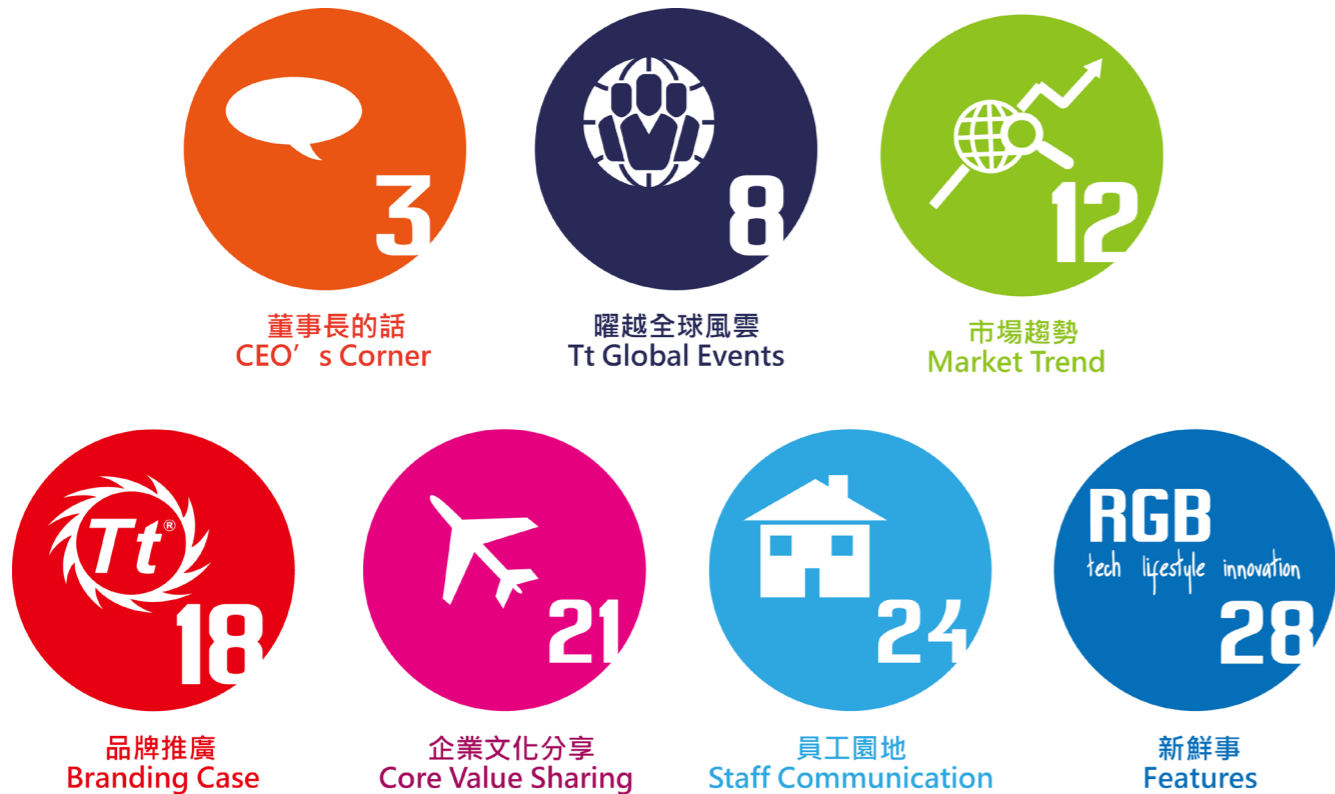 3
8
12
董事長的話
CEO’s Corner
曜越全球風雲
Tt Global Events
市場趨勢
Market Trend
Tt®
18
21
24
RGB
tech lifestyle innovation
28
品牌推廣
Branding Case
企業文化分享
Core Value Sharing
員工園地
Staff Communication
新鮮事
Features